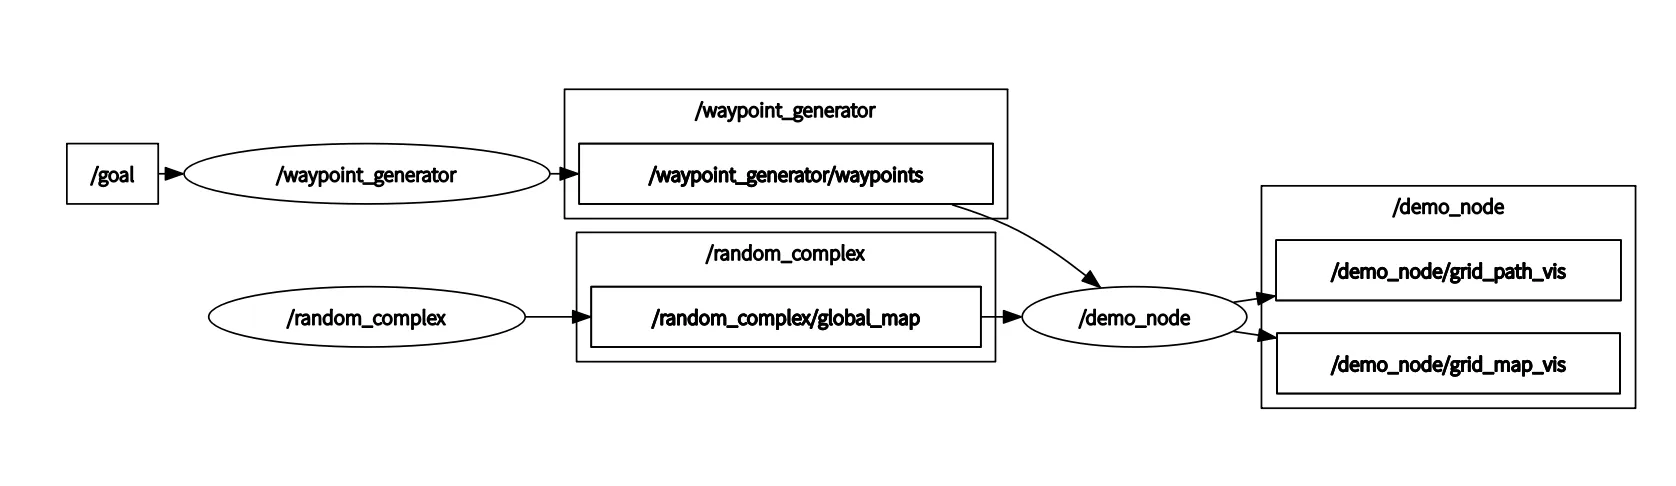 /waypoint_generator
/goal
/waypoint_generator
/waypoint_generator/waypoints
/random_complex
/random_complex
/random_complex/global_map
/demo_node
/demo_node
/demo_node/grid_path_vis
/demo_node/grid_map_vis